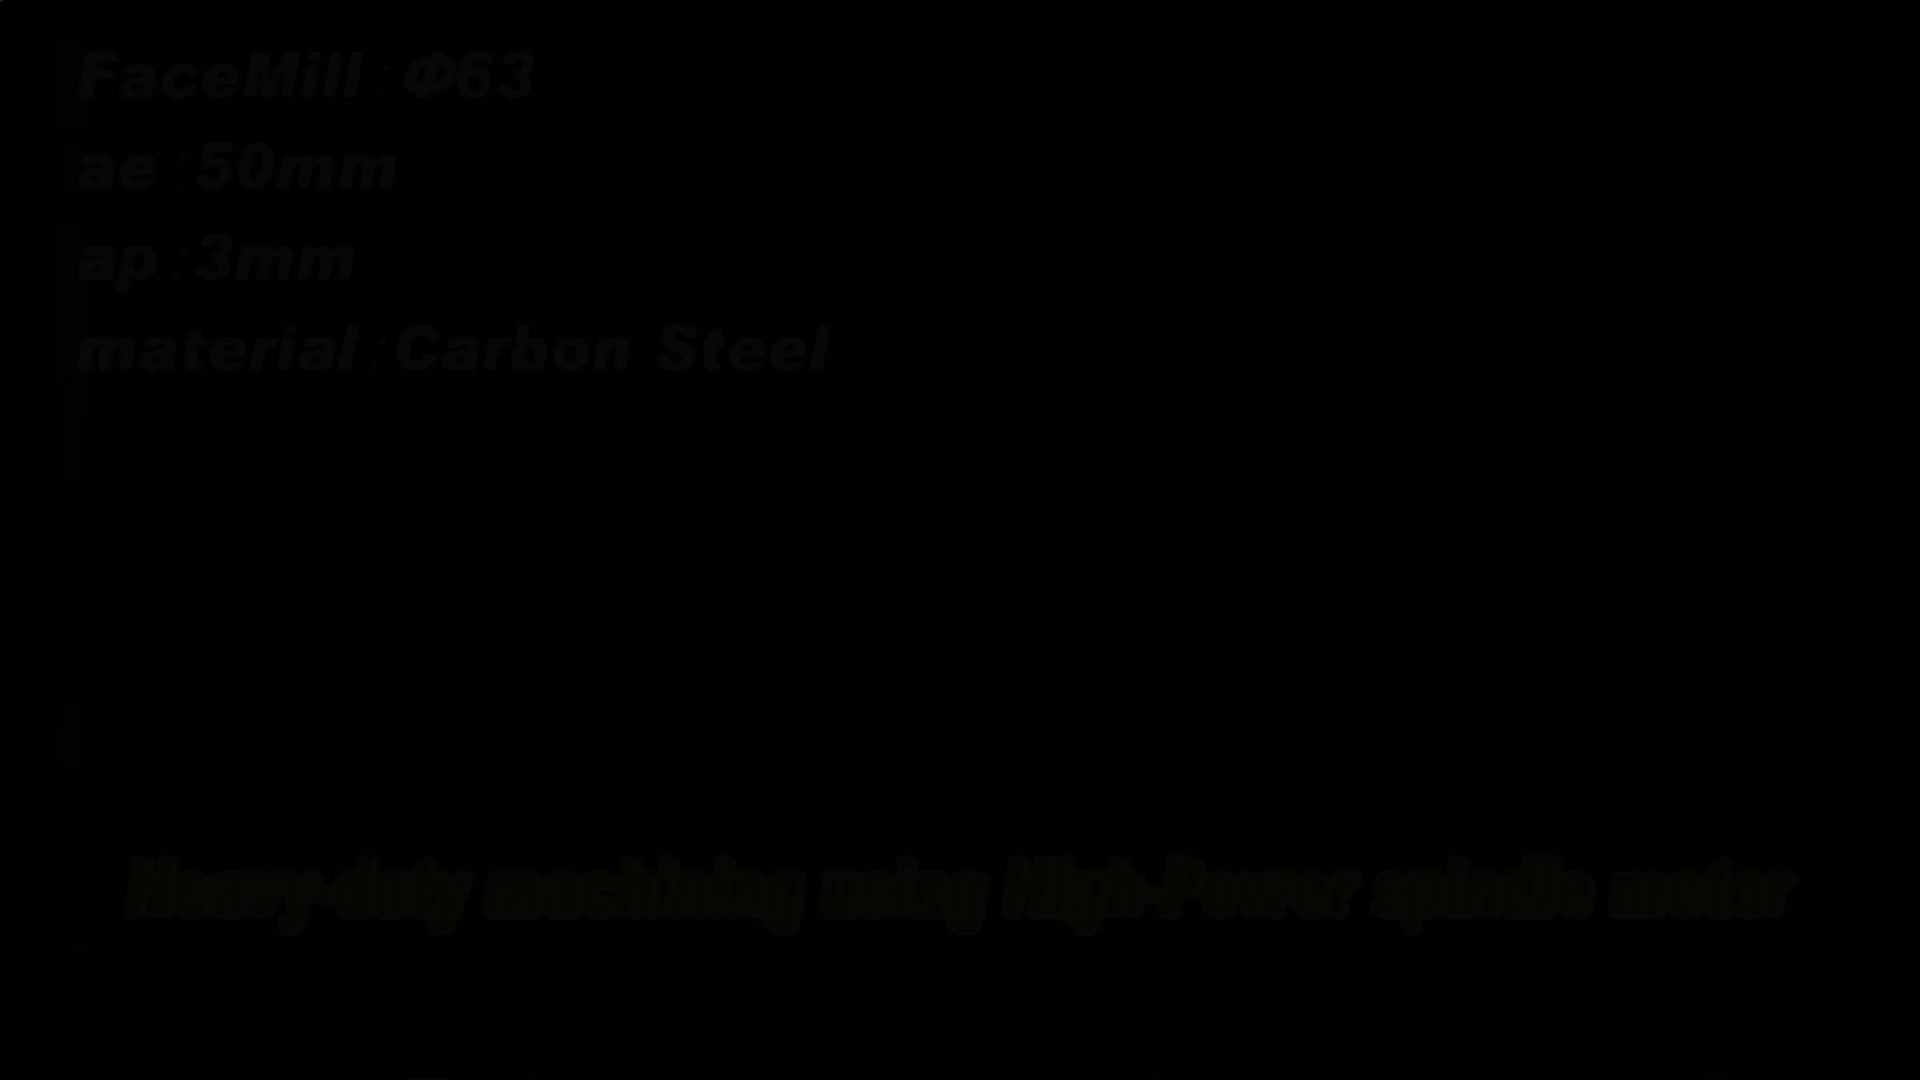 FaceMill：Φ63
ae：50mm
ap：3mm
material：Carbon Steel
Heavy-duty machining using High-Power spindle motor